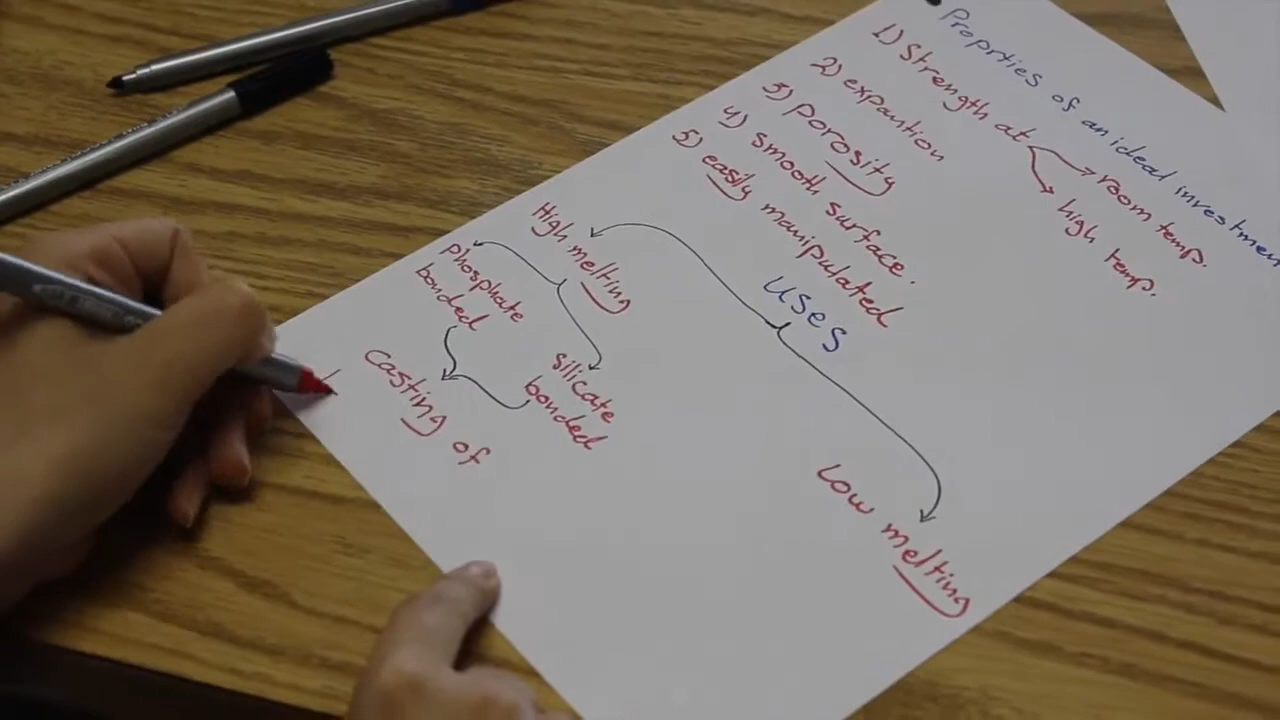 Proprties of an ideal investmen
1) Strength at
room temp.
high temp.
2) expantion
3) porosity
4) smooth surface.
5) easily manipulated
Uses
High melting
phosphate
bonded
silicate
bonded
Casting of
Low melting